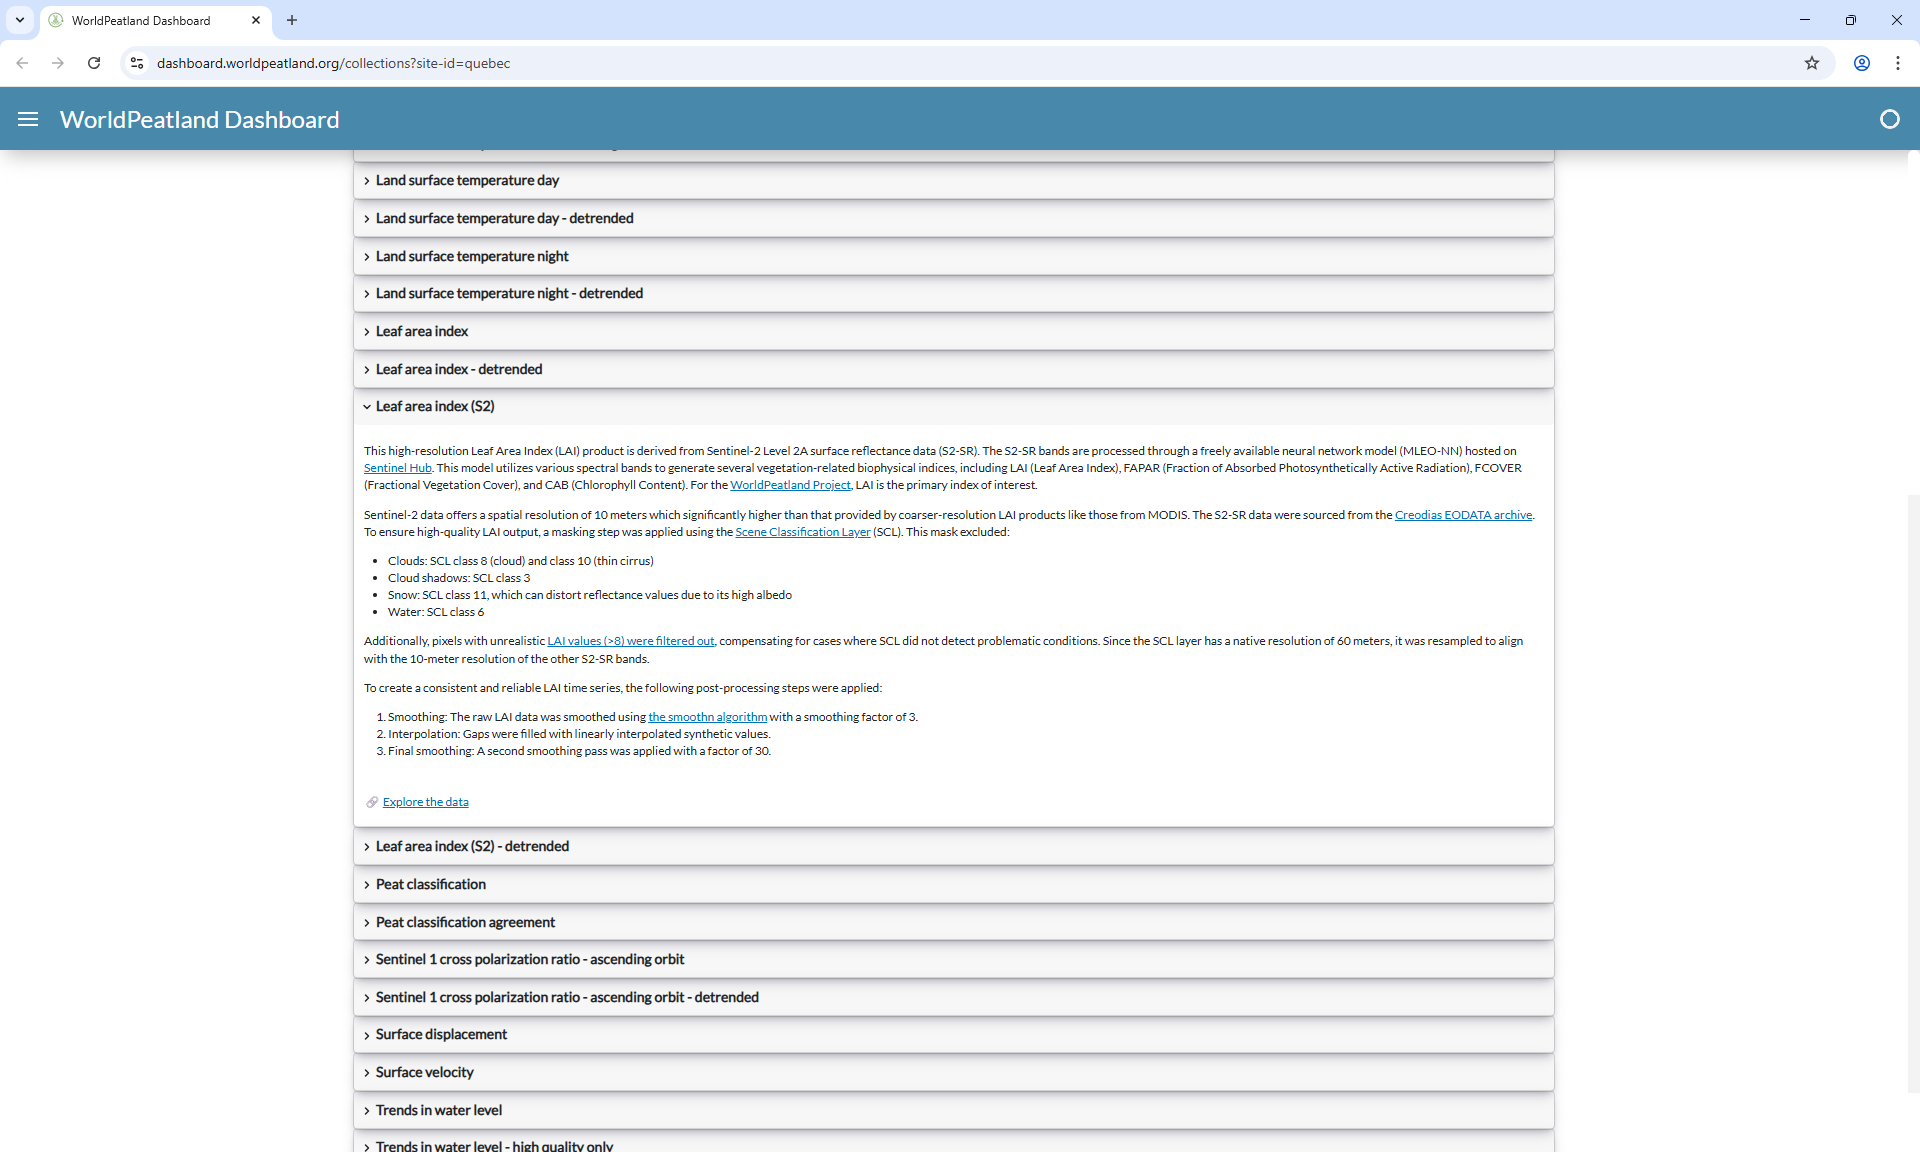 WorldPeatland Dashboard
dashboard.worldpeatland.org/collections?site-id=quebec
WorldPeatland Dashboard
Land surface temperature day
Land surface temperature day - detrended
Land surface temperature night
Land surface temperature night - detrended
Leaf area index
Leaf area index - detrended
Leaf area index (S2)
This high-resolution Leaf Area Index (LAI) product is derived from Sentinel-2 Level 2A surface reflectance data (S2-SR). The S2-SR bands are processed through a freely available neural network model (MLEO-NN) hosted on
Sentinel Hub. This model utilizes various spectral bands to generate several vegetation-related biophysical indices, including LAI (Leaf Area Index), FAPAR (Fraction of Absorbed Photosynthetically Active Radiation), FCOVER
(Fractional Vegetation Cover), and CAB (Chlorophyll Content). For the WorldPeatland Project, LAI is the primary index of interest.
Sentinel-2 data offers a spatial resolution of 10 meters which significantly higher than that provided by coarser-resolution LAI products like those from MODIS. The S2-SR data were sourced from the Creodias EODATA archive.
To ensure high-quality LAI output, a masking step was applied using the Scene Classification Layer (SCL). This mask excluded:
• Clouds: SCL class 8 (cloud) and class 10 (thin cirrus)
• Cloud shadows: SCL class 3
• Snow: SCL class 11, which can distort reflectance values due to its high albedo
• Water: SCL class 6
Additionally, pixels with unrealistic LAI values (>8) were filtered out, compensating for cases where SCL did not detect problematic conditions. Since the SCL layer has a native resolution of 60 meters, it was resampled to align
with the 10-meter resolution of the other S2-SR bands.
To create a consistent and reliable LAI time series, the following post-processing steps were applied:
1. Smoothing: The raw LAI data was smoothed using the smoothn algorithm with a smoothing factor of 3.
2. Interpolation: Gaps were filled with linearly interpolated synthetic values.
3. Final smoothing: A second smoothing pass was applied with a factor of 30.
Explore the data
Leaf area index (S2) - detrended
Peat classification
Peat classification agreement
Sentinel 1 cross polarization ratio - ascending orbit
Sentinel 1 cross polarization ratio - ascending orbit - detrended
Surface displacement
Surface velocity
Trends in water level
Trends in water level - high quality only